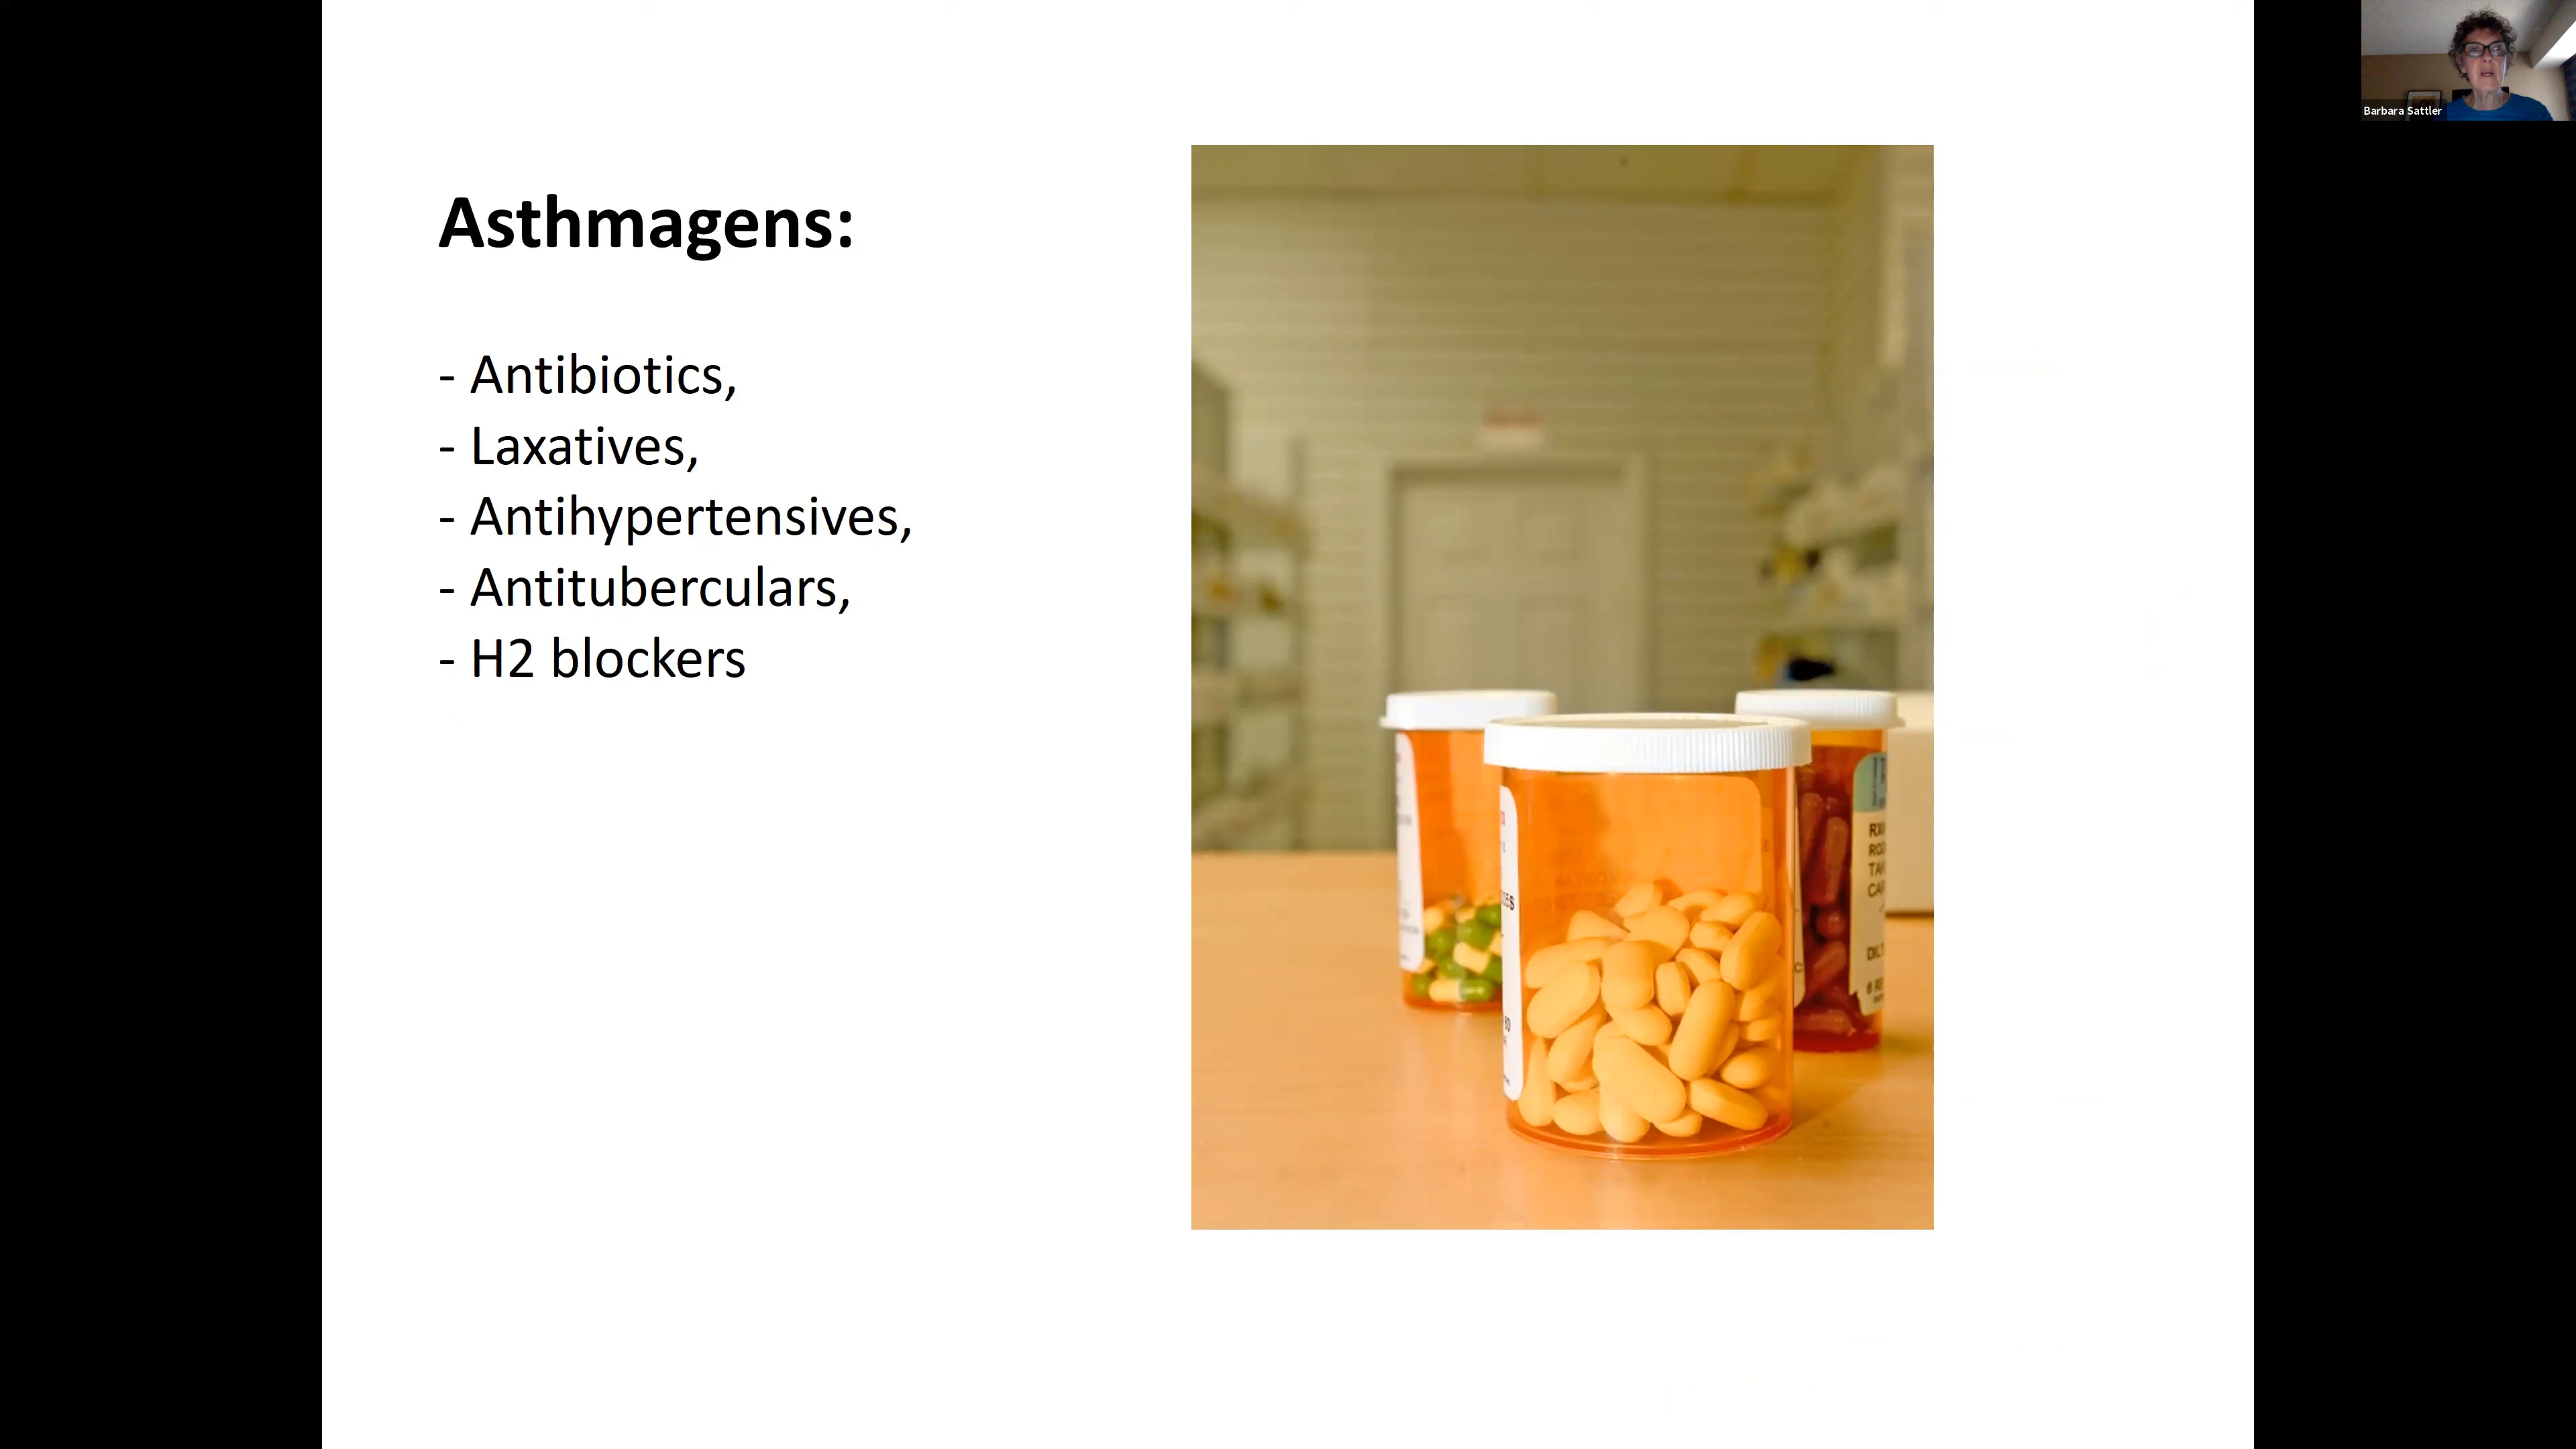 Barbara Sattler
Asthmagens:
- Antibiotics,
- Laxatives,
- Antihypertensives,
- Antituberculars,
- H2 blockers